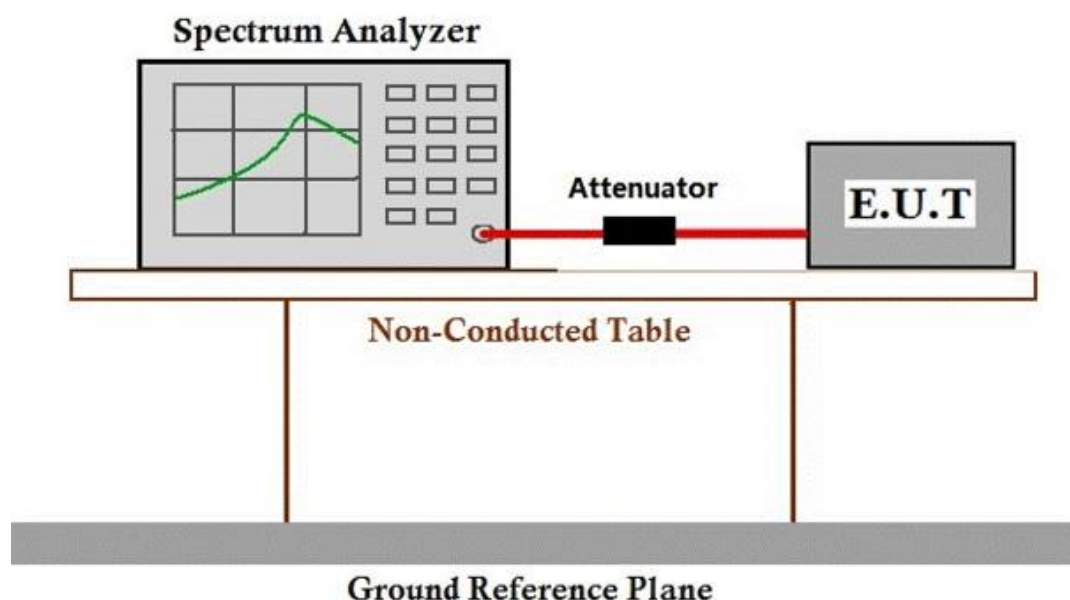 Spectrum Analyzer
Attenuator
E.U.T
Non-Conducted Table
Ground Reference Plane